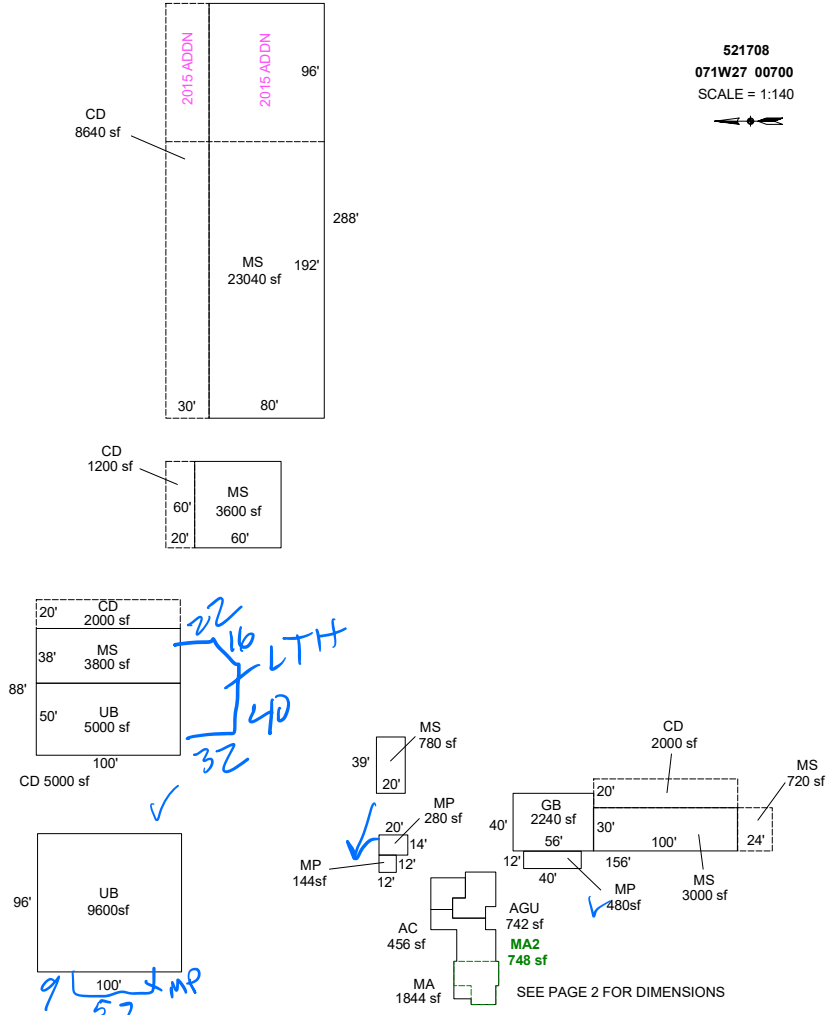 521708
071W27 00700
SCALE = 1:140
2015 ADDN
2015 ADDN
96'
CD
8640 sf
288'
MS
23040 sf
192'
30'
80'
CD
1200 sf
MS
3600 sf
60'
20'
60'
20'
CD
2000 sf
38'
MS
3800 sf
88'
50'
UB
5000 sf
100'
CD 5000 sf
22
16
LTH
40
32
MS
780 sf
39'
20'
MP
280 sf
20'
14'
MP
144sf
12'
12'
CD
2000 sf
MS
720 sf
20'
GB
2240 sf
40'
56'
30'
100'
24'
12'
156'
40'
MP
480sf
MS
3000 sf
96'
UB
9600sf
100'
9
57
MP
AC
456 sf
AGU
742 sf
MA2
748 sf
MA
1844 sf
SEE PAGE 2 FOR DIMENSIONS